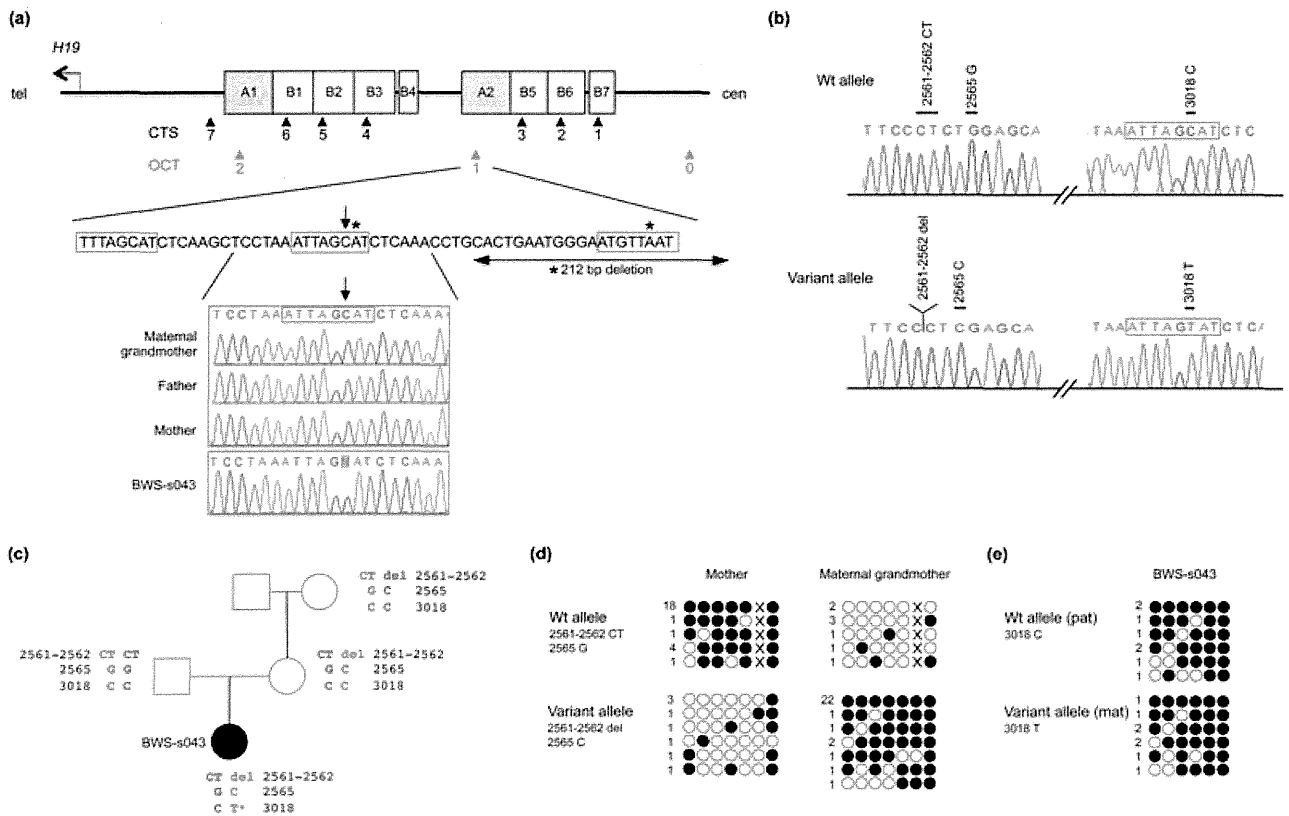 (a)
H19
tel
A1 B1 B2 B3 B4 A2 B5 B6 B7
cen
CTS 7 6 5 4 3 2 1
OCT 2 1 0
TTTAGCATCTCAAGCTCCTAAATTAGCATCTCAAACCTGCACTGAATGGGAATGTTAAT
* *
* 212 bp deletion
TCCTAAATTAGCATCTCAAA
Maternal grandmother
Father
Mother
TCCTAAATTAG ATCTCAAA
BWS-s043
(b)
Wt allele
2561-2562 CT
2565 G
3018 C
TTCCCTCTGGAGCA
TAAATTAGCATCTC
Variant allele
2561-2562 del
2565 C
3018 T
TTCCCTCGAGCA
TAAATTAGTATCTC
(c)
CT del 2561-2562
G C 2565
C C 3018
2561-2562 CT CT
2565 G G
3018 C C
CT del 2561-2562
G C 2565
C C 3018
BWS-s043
CT del 2561-2562
G C 2565
C T* 3018
(d)
Mother
Maternal grandmother
Wt allele
2561-2562 CT
2565 G
18
1
1
4
1
X
X
X
X
X
2
3
1
1
1
X
X
X
X
X
Variant allele
2561-2562 del
2565 C
3
1
1
1
1
1
22
1
1
2
1
1
1
(e)
BWS-s043
Wt allele (pat)
3018 C
2
1
1
2
1
1
Variant allele (mat)
3018 T
1
1
2
2
1
1